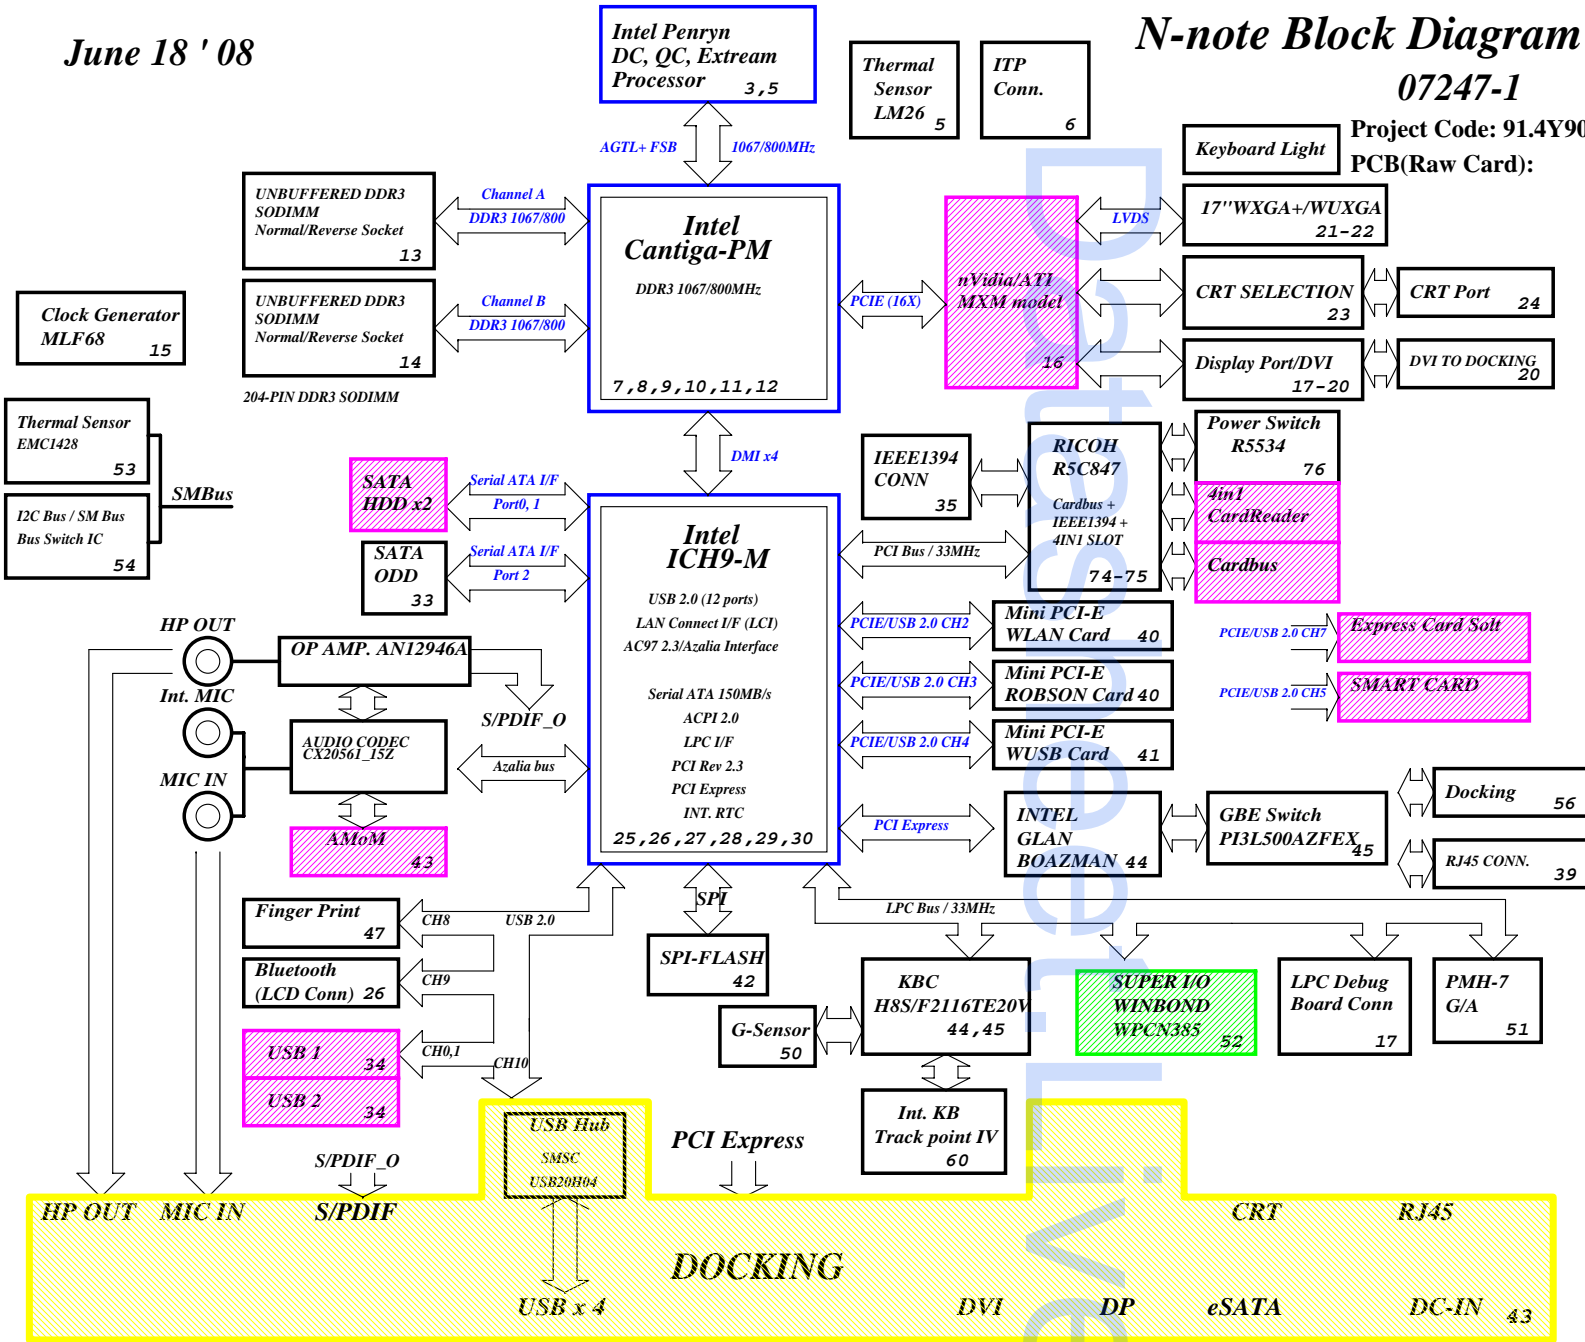 June 18 ' 08
N-note Block Diagram
07247-1
Project Code: 91.4Y90
PCB(Raw Card):
Intel Penryn
DC, QC, Extream
Processor
3,5
Thermal
Sensor
LM26
5
ITP
Conn.
6
Keyboard Light
AGTL+ FSB
1067/800MHz
UNBUFFERED DDR3
SODIMM
Normal/Reverse Socket
13
Channel A
DDR3 1067/800
Intel
Cantiga-PM
DDR3 1067/800MHz
7,8,9,10,11,12
UNBUFFERED DDR3
SODIMM
Normal/Reverse Socket
14
Channel B
DDR3 1067/800
204-PIN DDR3 SODIMM
PCIE (16X)
nVidia/ATI
MXM model
16
LVDS
17"WXGA+/WUXGA
21-22
CRT SELECTION
23
CRT Port
24
Display Port/DVI
17-20
DVI TO DOCKING
20
Clock Generator
MLF68
15
Thermal Sensor
EMC1428
53
I2C Bus / SM Bus
Bus Switch IC
54
SMBus
DMI x4
SATA
HDD x2
Serial ATA I/F
Port0, 1
SATA
ODD
33
Serial ATA I/F
Port 2
Intel
ICH9-M
USB 2.0 (12 ports)
LAN Connect I/F (LCI)
AC97 2.3/Azalia Interface
Serial ATA 150MB/s
ACPI 2.0
LPC I/F
PCI Rev 2.3
PCI Express
INT. RTC
25,26,27,28,29,30
IEEE1394
CONN
35
RICOH
R5C847
Cardbus +
IEEE1394 +
4IN1 SLOT
74-75
Power Switch
R5534
76
4in1
CardReader
Cardbus
PCI Bus / 33MHz
PCIE/USB 2.0 CH2
Mini PCI-E
WLAN Card
40
PCIE/USB 2.0 CH3
Mini PCI-E
ROBSON Card
40
PCIE/USB 2.0 CH4
Mini PCI-E
WUSB Card
41
PCIE/USB 2.0 CH7
Express Card Solt
PCIE/USB 2.0 CH5
SMART CARD
PCI Express
INTEL
GLAN
BOAZMAN
44
GBE Switch
PI3L500AZFEX
45
Docking
56
RJ45 CONN.
39
HP OUT
OP AMP. AN12946A
Int. MIC
S/PDIF_O
AUDIO CODEC
CX20561_15Z
Azalia bus
MIC IN
AMoM
43
Finger Print
47
CH8
USB 2.0
Bluetooth
(LCD Conn)
26
CH9
USB 1
34
CH0,1
USB 2
34
CH10
SPI
SPI-FLASH
42
LPC Bus / 33MHz
KBC
H8S/F2116TE20V
44,45
G-Sensor
50
SUPER I/O
WINBOND
WPCN385
52
LPC Debug
Board Conn
17
PMH-7
G/A
51
Int. KB
Track point IV
60
USB Hub
SMSC
USB20H04
PCI Express
S/PDIF_O
HP OUT
MIC IN
S/PDIF
CRT
RJ45
DOCKING
USB x 4
DVI
DP
eSATA
DC-IN
43
Datasheet.Live